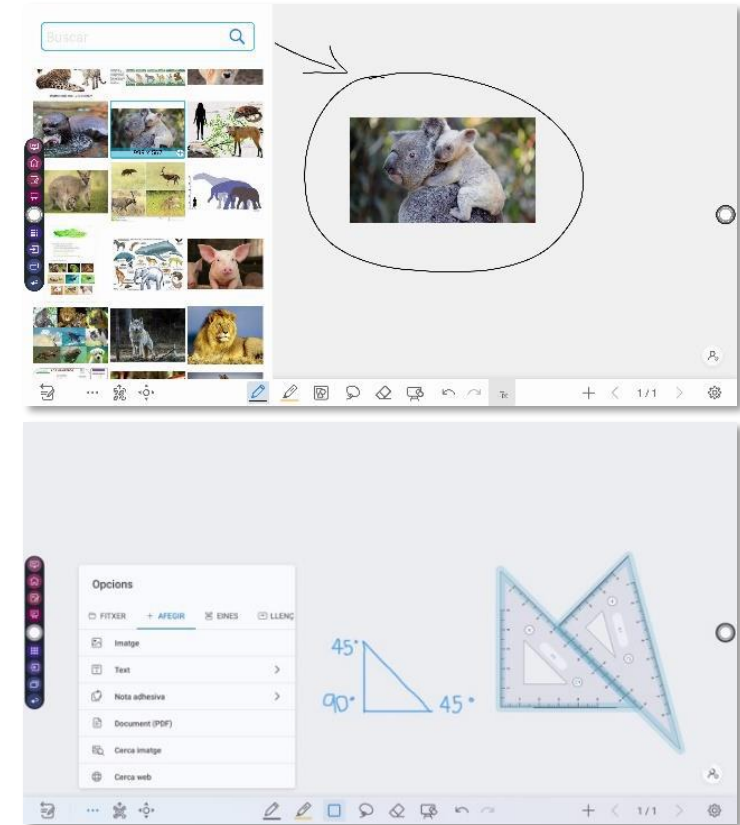 Buscar
Tx
1/1
Opcions
FITXER + AFEGIR EINES LLENÇ
Imatge
Text
Nota adhesiva
Document (PDF)
Cerca imatge
Cerca web
45°
90° 45°
1/1